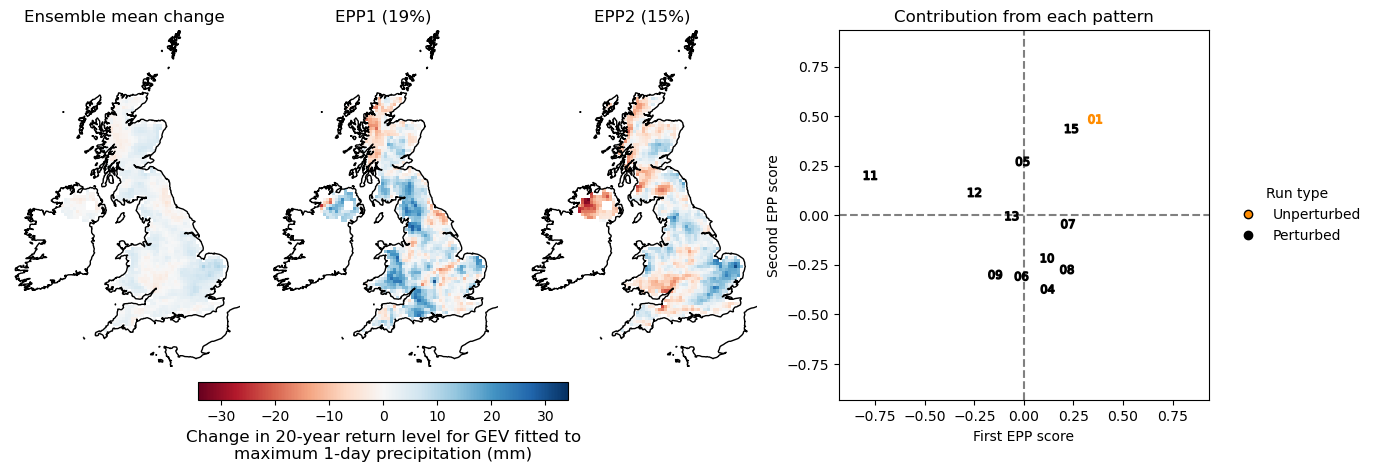 Ensemble mean change
EPP1 (19%)
EPP2 (15%)
Contribution from each pattern
−30 −20 −10 0 10 20 30
Change in 20-year return level for GEV fitted to
maximum 1-day precipitation (mm)
0.75
0.50
0.25
0.00
−0.25
−0.50
−0.75
Second EPP score
01
15
05
11
12
13
07
10
08
09
06
04
−0.75 −0.50 −0.25 0.00 0.25 0.50 0.75
First EPP score
Run type
Unperturbed
Perturbed